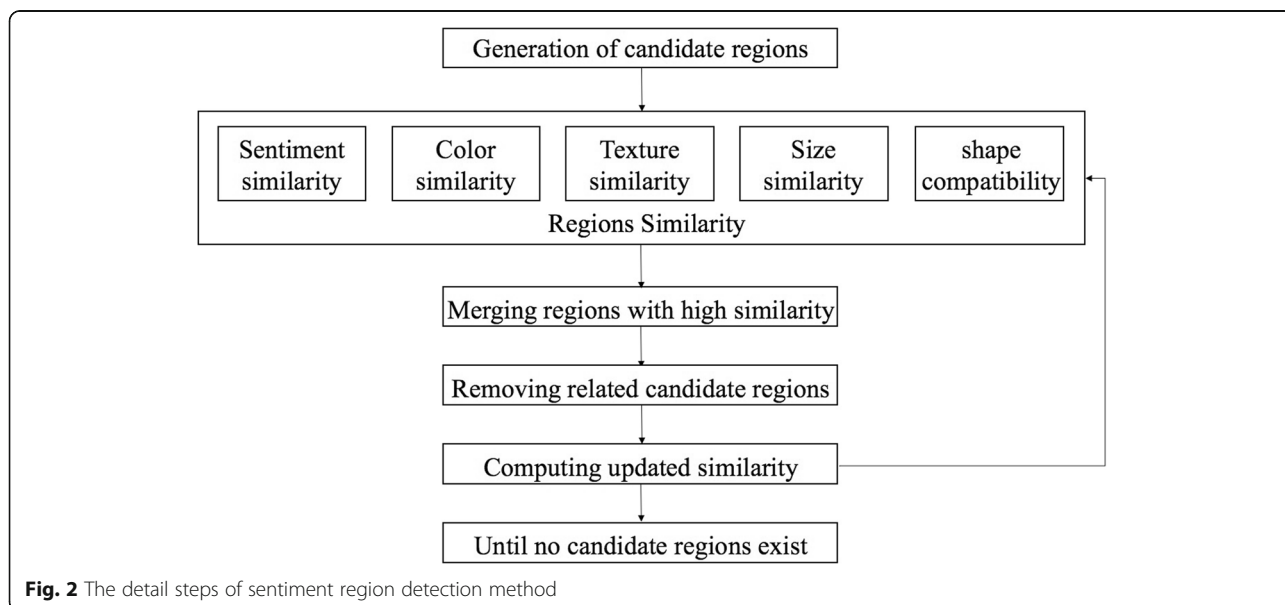 Generation of candidate regions
Sentiment similarity
Color similarity
Texture similarity
Size similarity
shape compatibility
Regions Similarity
Merging regions with high similarity
Removing related candidate regions
Computing updated similarity
Until no candidate regions exist
Fig. 2 The detail steps of sentiment region detection method